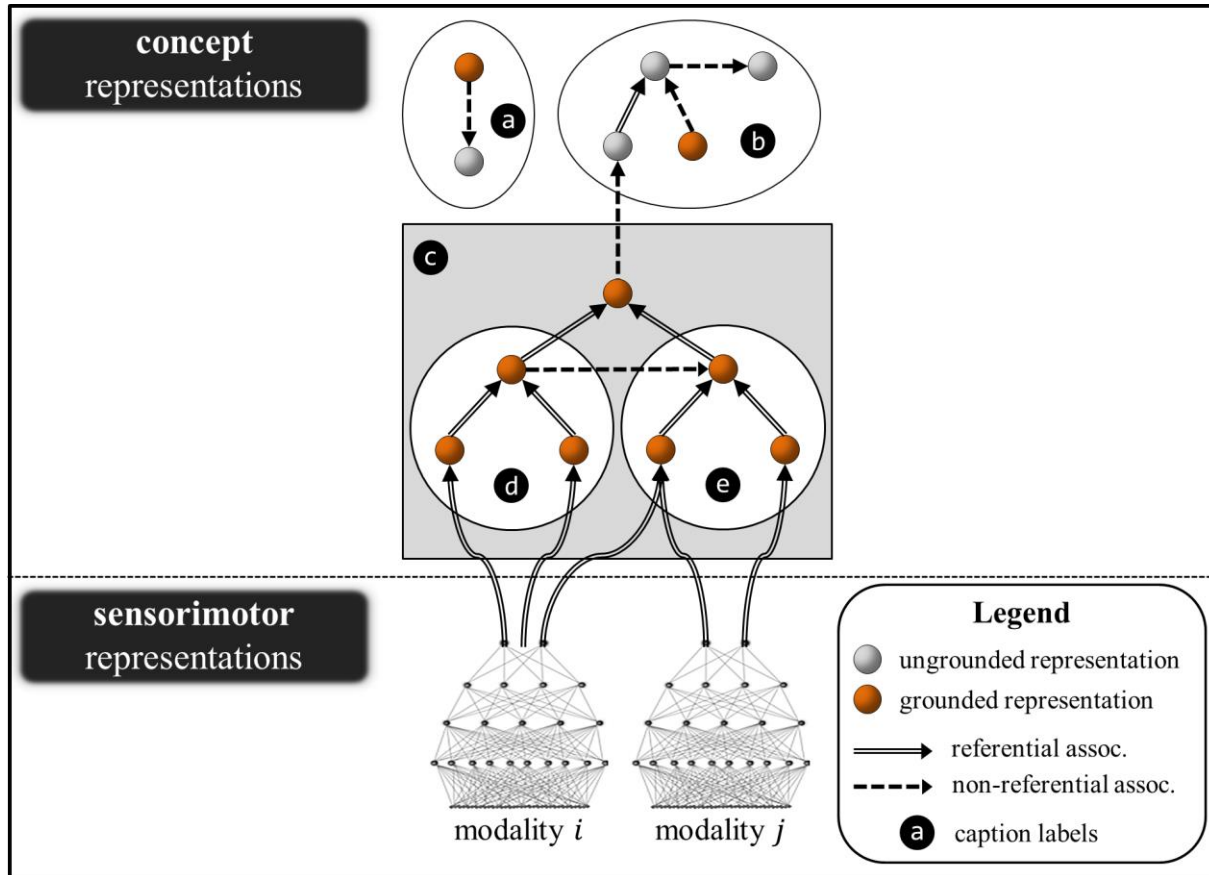 concept
representations
a
b
c
d
e
sensorimotor
representations
modality i
modality j
Legend
ungrounded representation
grounded representation
referential assoc.
non-referential assoc.
a caption labels